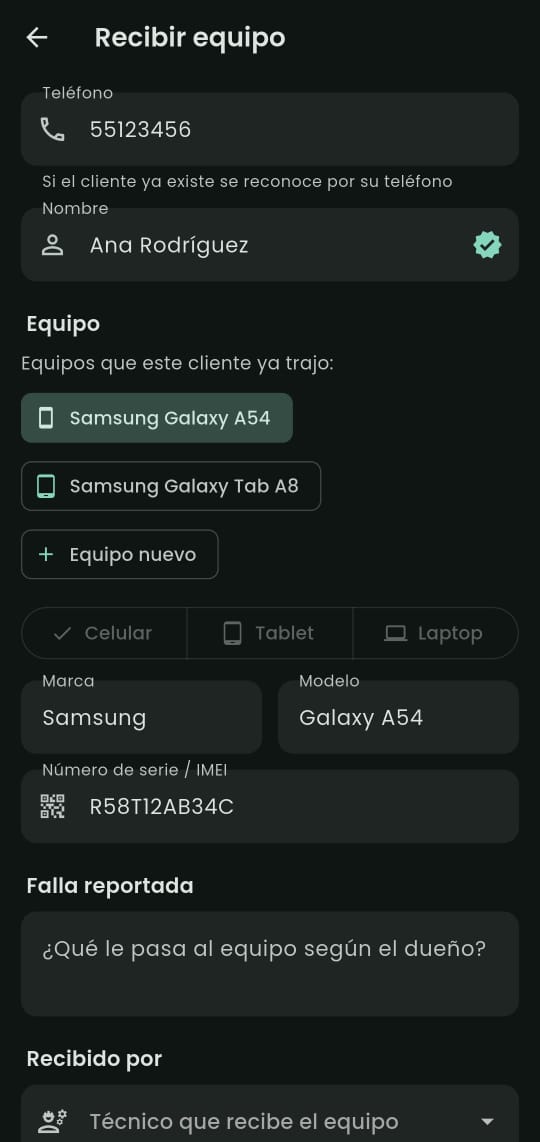 Recibir equipo
Teléfono
55123456
Si el cliente ya existe se reconoce por su teléfono
Nombre
Ana Rodríguez
Equipo
Equipos que este cliente ya trajo:
Samsung Galaxy A54
Samsung Galaxy Tab A8
Equipo nuevo
Celular Tablet Laptop
Marca Modelo
Samsung Galaxy A54
Número de serie / IMEI
R58T12AB34C
Falla reportada
¿Qué le pasa al equipo según el dueño?
Recibido por
Técnico que recibe el equipo